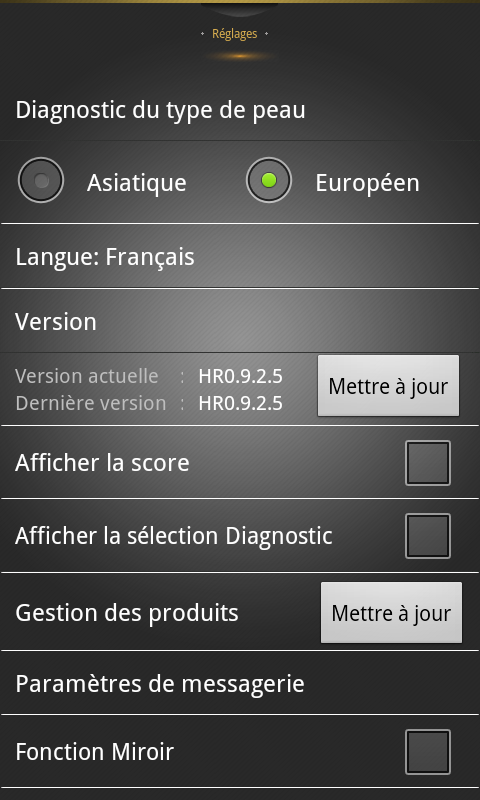 Réglages
Diagnostic du type de peau
Asiatique Européen
Langue: Français
Version
Version actuelle : HR0.9.2.5
Dernière version : HR0.9.2.5
Mettre à jour
Afficher la score
Afficher la sélection Diagnostic
Gestion des produits Mettre à jour
Paramètres de messagerie
Fonction Miroir